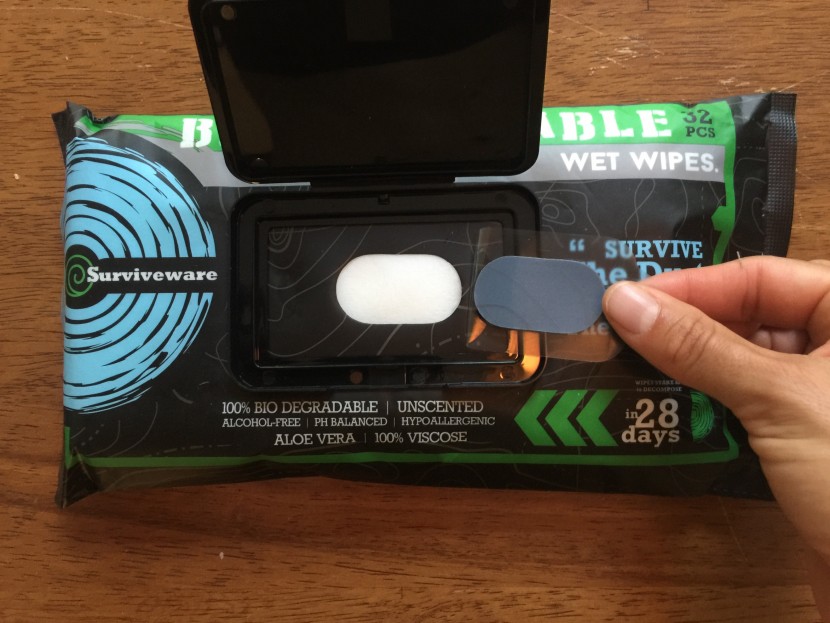 32
PCS
WET WIPES.
“ SURVIVE
Surviveware
100% BIO DEGRADABLE | UNSCENTED
ALCOHOL-FREE | PH BALANCED | HYPOALLERGENIC
ALOE VERA | 100% VISCOSE
in 28
days